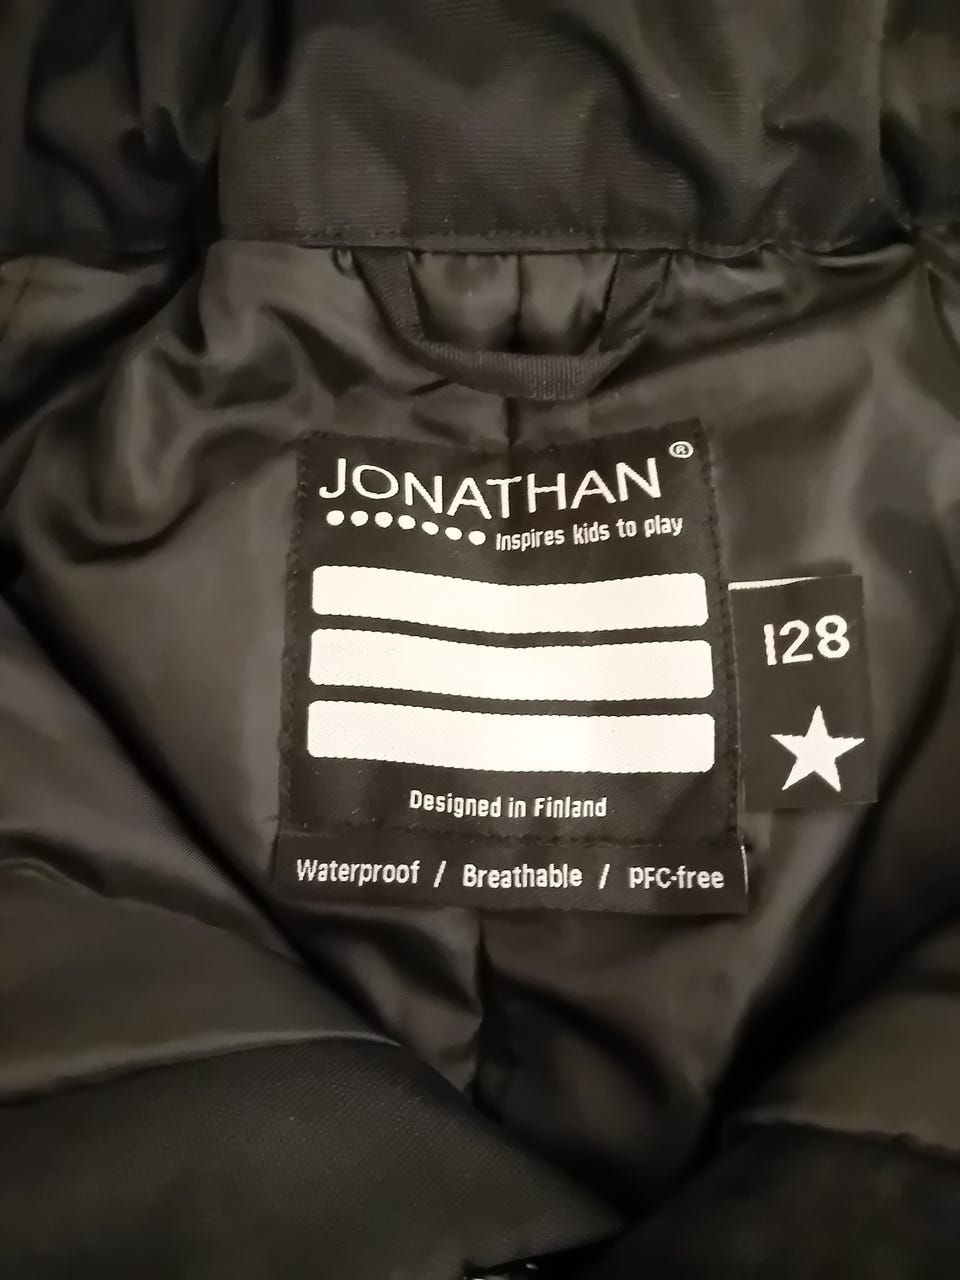 JONATHAN®
Inspires kids to play
128
Designed in Finland
Waterproof / Breathable / PFC-free